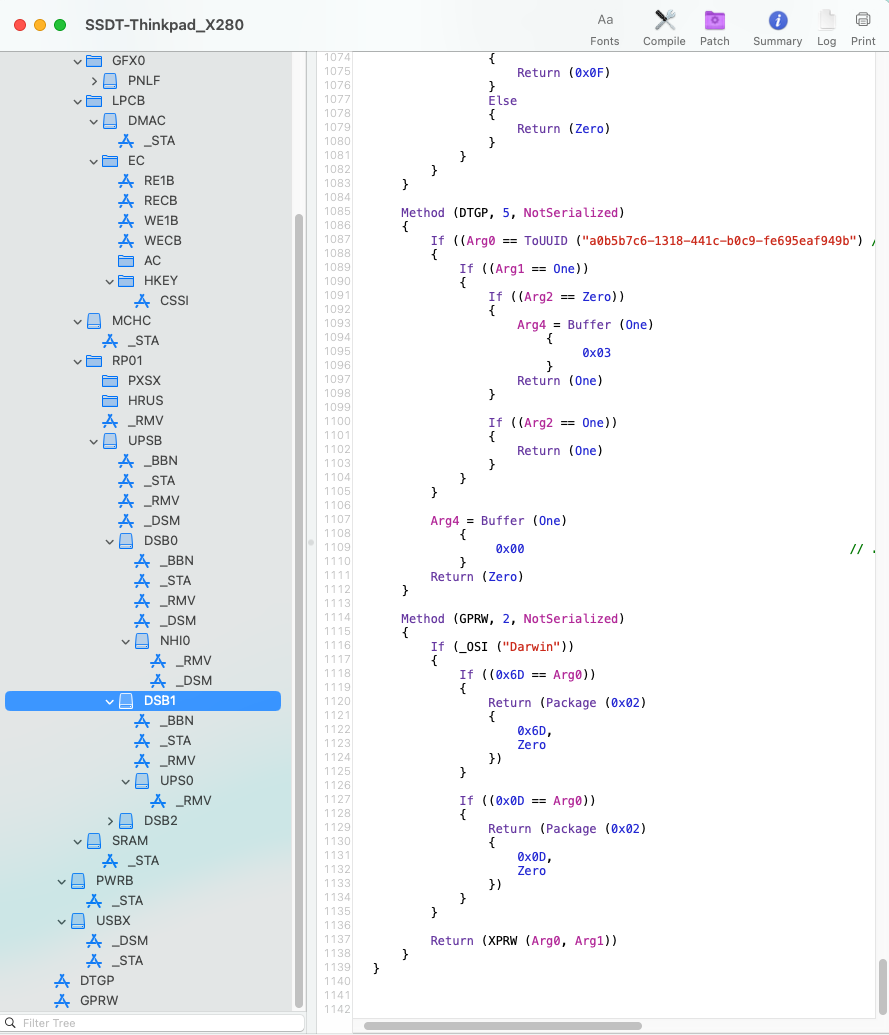 SSDT-Thinkpad_X280
Aa
Fonts
Compile
Patch
Summary
Log
Print
GFX0
PNLF
LPCB
DMAC
_STA
EC
RE1B
RECB
WE1B
WECB
AC
HKEY
CSSI
MCHC
_STA
RP01
PXSX
HRUS
_RMV
UPSB
_BBN
_STA
_RMV
_DSM
DSB0
_BBN
_STA
_RMV
_DSM
NHI0
_RMV
_DSM
DSB1
_BBN
_STA
_RMV
UPS0
_RMV
DSB2
SRAM
_STA
PWRB
_STA
USBX
_DSM
_STA
DTGP
GPRW
Filter Tree
1074 {
1075 Return (0x0F)
1076 }
1077 Else
1078 {
1079 Return (Zero)
1080 }
1081 }
1082 }
1083 }
1084
1085 Method (DTGP, 5, NotSerialized)
1086 {
1087 If ((Arg0 == ToUUID ("a0b5b7c6-1318-441c-b0c9-fe695eaf949b") /
1088 {
1089 If ((Arg1 == One))
1090 {
1091 If ((Arg2 == Zero))
1092 {
1093 Arg4 = Buffer (One)
1094 {
1095 0x03
1096 }
1097 Return (One)
1098 }
1099
1100 If ((Arg2 == One))
1101 {
1102 Return (One)
1103 }
1104 }
1105 }
1106
1107 Arg4 = Buffer (One)
1108 {
1109 0x00 // .
1110 }
1111 Return (Zero)
1112 }
1113
1114 Method (GPRW, 2, NotSerialized)
1115 {
1116 If (_OSI ("Darwin"))
1117 {
1118 If ((0x6D == Arg0))
1119 {
1120 Return (Package (0x02)
1121 {
1122 0x6D,
1123 Zero
1124 })
1125 }
1126
1127 If ((0x0D == Arg0))
1128 {
1129 Return (Package (0x02)
1130 {
1131 0x0D,
1132 Zero
1133 })
1134 }
1135 }
1136
1137 Return (XPRW (Arg0, Arg1))
1138 }
1139 }
1140
1141
1142